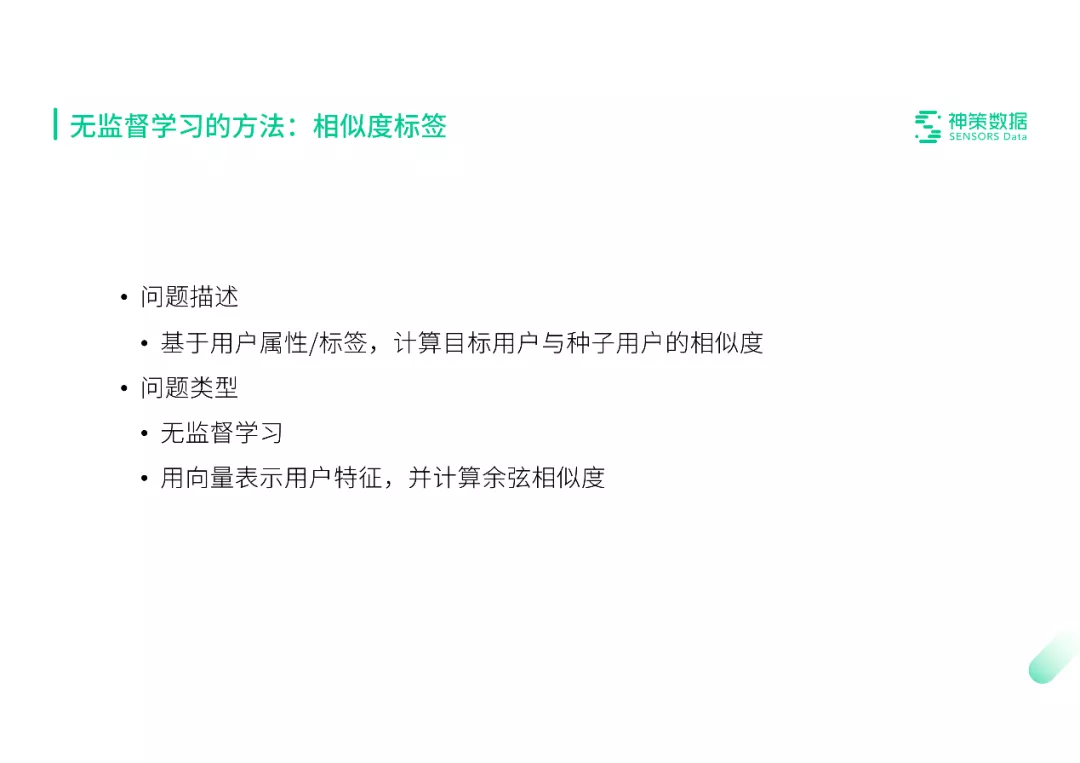 无监督学习的方法：相似度标签
神策数据
SENSORS Data
• 问题描述
• 基于用户属性/标签，计算目标用户与种子用户的相似度
• 问题类型
• 无监督学习
• 用向量表示用户特征，并计算余弦相似度